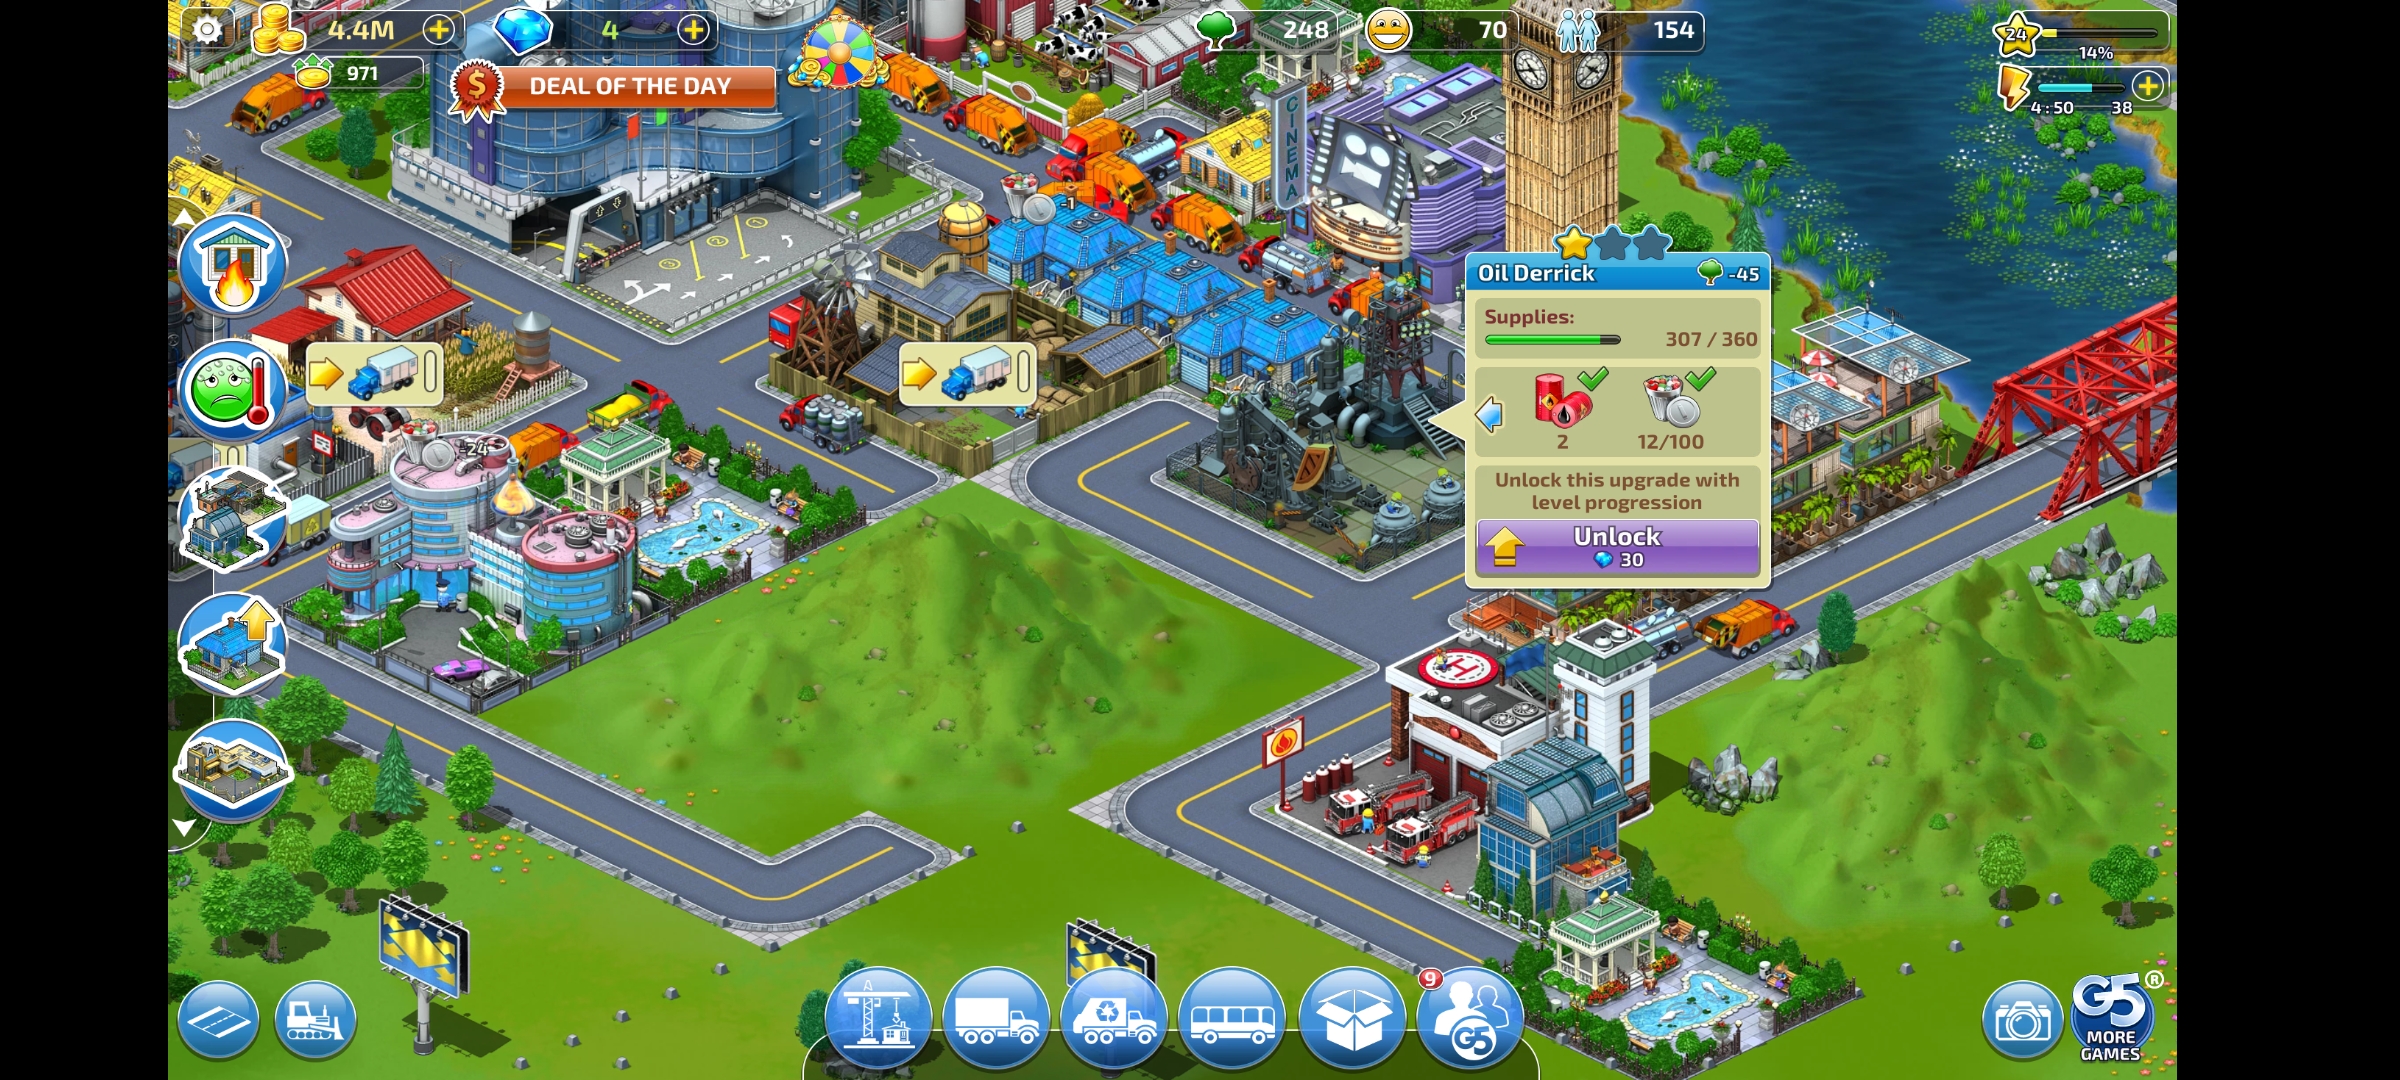 4.4M
4
248
70
154
24
14%
971
DEAL OF THE DAY
4:50
38
CINEMA
-1
Oil Derrick
-45
Supplies:
307 / 360
2
12/100
Unlock this upgrade with
level progression
Unlock
30
-24
H
9
G5
G5
®
MORE
GAMES